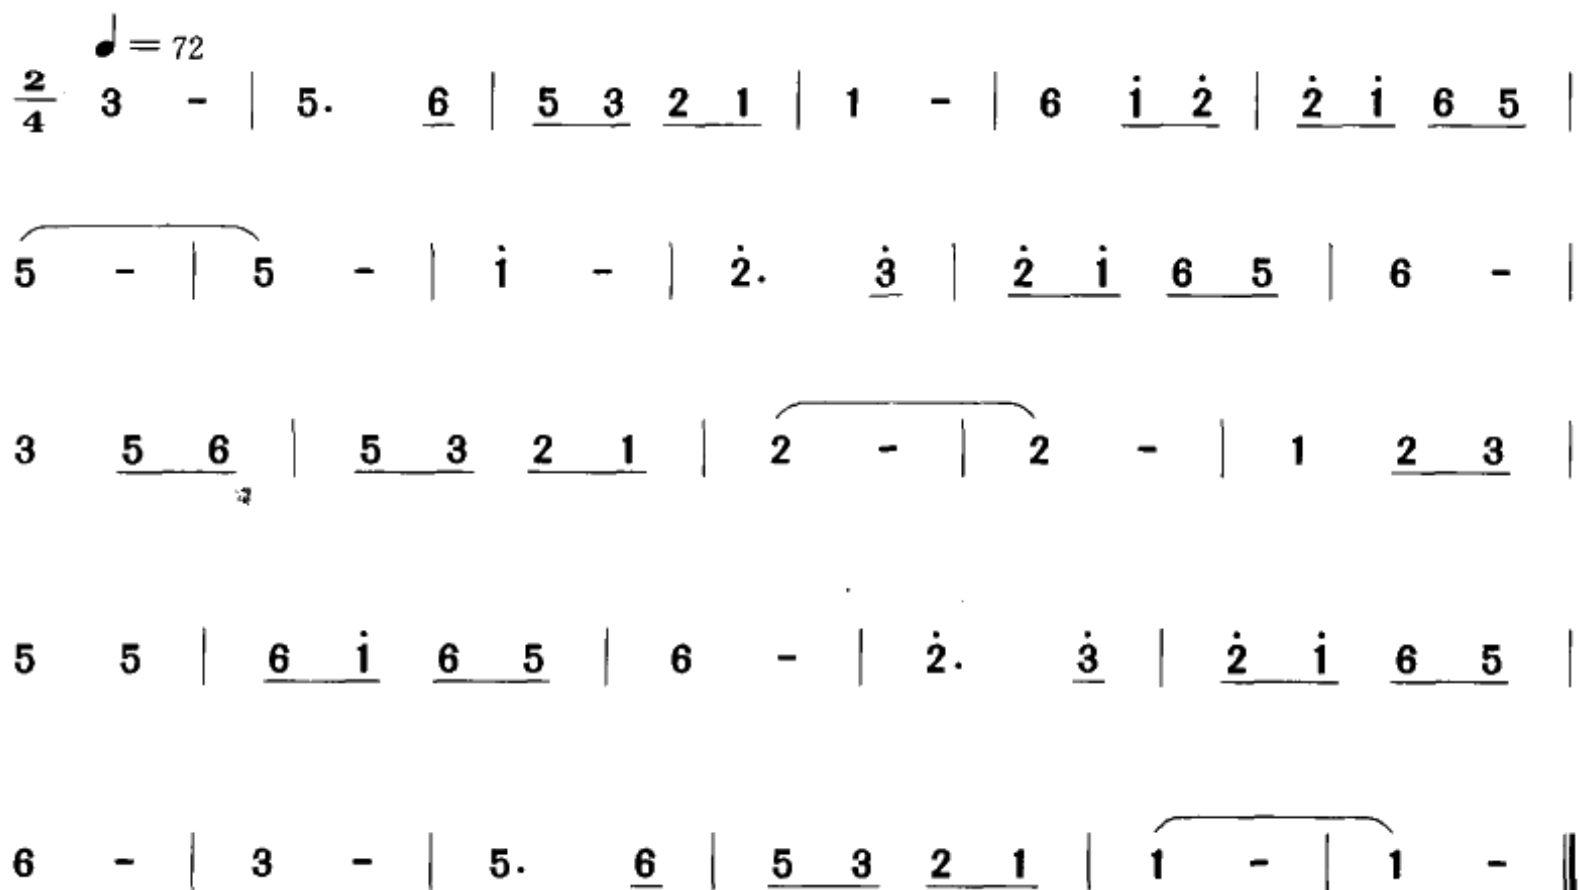 ♩= 72
2/4 3 - | 5. 6̲ | 5̲ 3̲ 2̲ 1̲ | 1 - | 6 i̲ 2̲̇ | 2̲̇ i̲ 6̲ 5̲ |
5 - | 5 - | i - | 2̇. 3̲̇ | 2̲̇ i̲ 6̲ 5̲ | 6 - |
3 5̲ 6̲ | 5̲ 3̲ 2̲ 1̲ | 2 - | 2 - | 1 2̲ 3̲ |
5 5 | 6̲ i̲ 6̲ 5̲ | 6 - | 2̇. 3̲̇ | 2̲̇ i̲ 6̲ 5̲ |
6 - | 3 - | 5. 6̲ | 5̲ 3̲ 2̲ 1̲ | 1 - | 1 - ‖